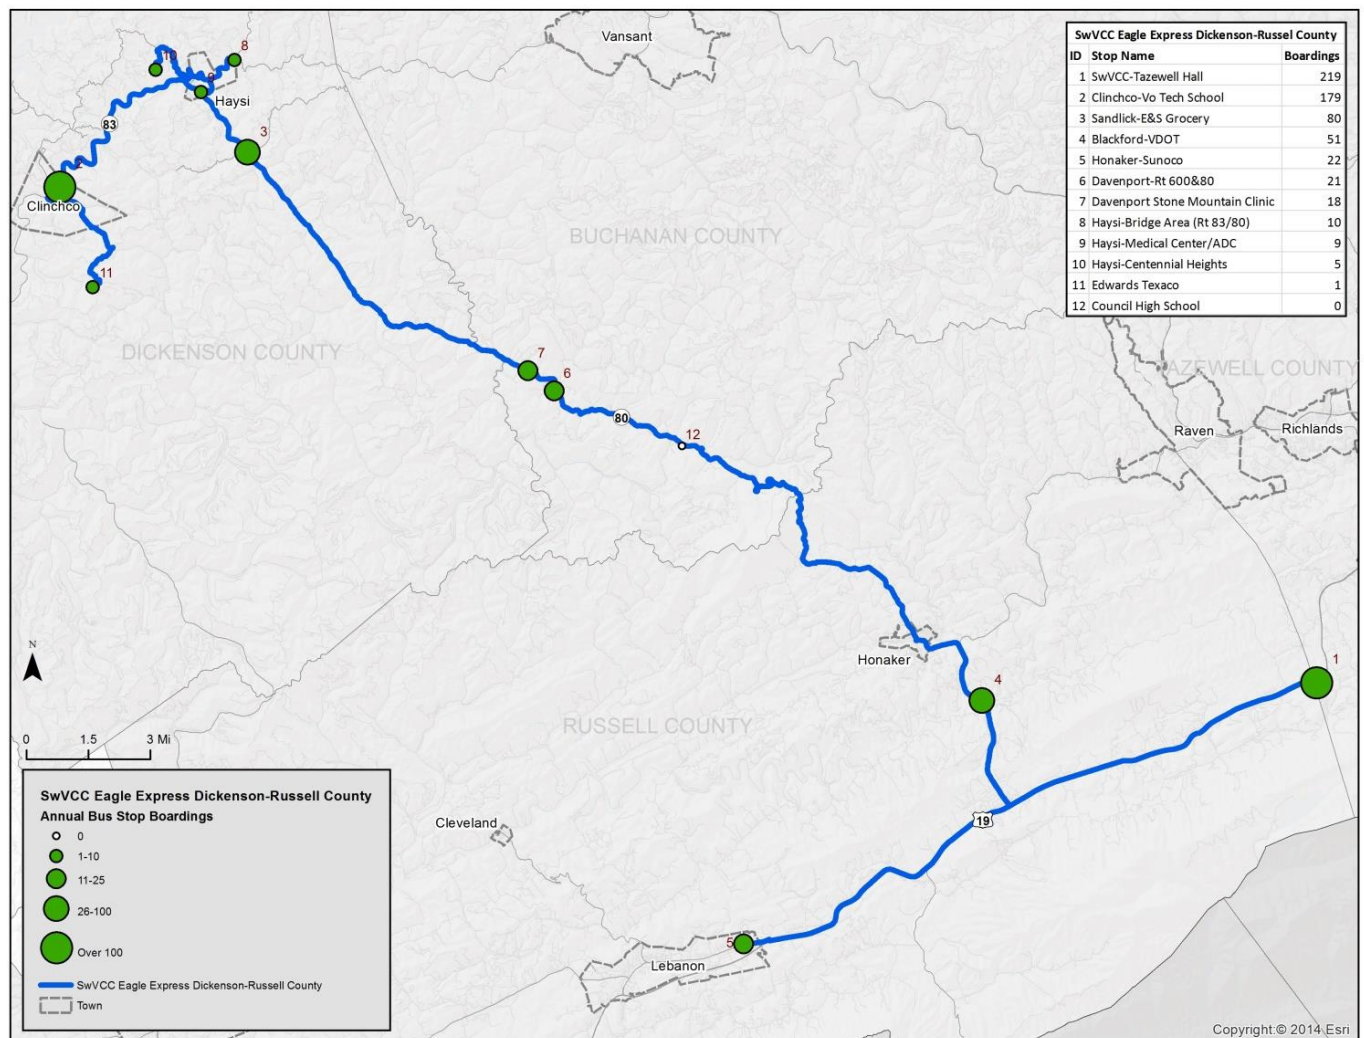 Vansant
SwVCC Eagle Express Dickenson-Russel County
ID Stop Name Boardings
1 SwVCC-Tazewell Hall 219
2 Clinchco-Vo Tech School 179
3 Sandlick-E&S Grocery 80
4 Blackford-VDOT 51
5 Honaker-Sunoco 22
6 Davenport-Rt 600&80 21
7 Davenport Stone Mountain Clinic 18
8 Haysi-Bridge Area (Rt 83/80) 10
9 Haysi-Medical Center/ADC 9
10 Haysi-Centennial Heights 5
11 Edwards Texaco 1
12 Council High School 0
8
10
9
Haysi
83
3
2
Clinchco
11
BUCHANAN COUNTY
DICKENSON COUNTY
7
6
80
12
AZEWELL COUNTY
Raven
Richlands
Honaker
4
1
RUSSELL COUNTY
N
0 1.5 3 Mi
19
Cleveland
5
Lebanon
SwVCC Eagle Express Dickenson-Russell County
Annual Bus Stop Boardings
0
1-10
11-25
26-100
Over 100
SwVCC Eagle Express Dickenson-Russell County
Town
Copyright:© 2014 Esri